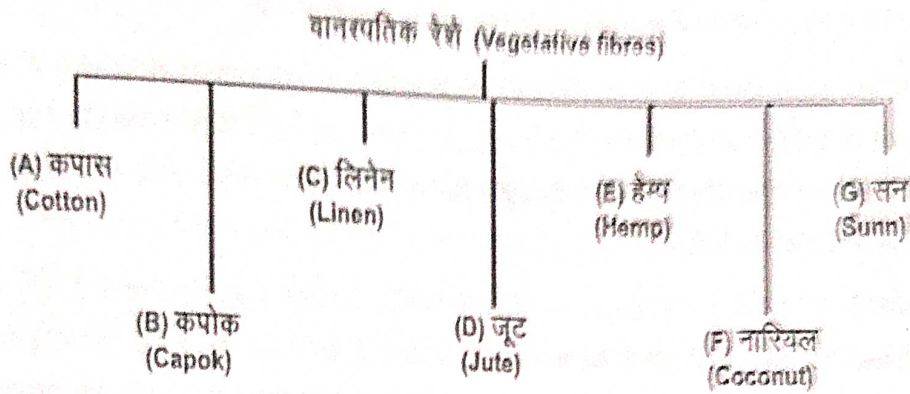 वानस्पतिक रेशे (Vegetative fibres)
(A) कपास
(Cotton)
(C) लिनेन
(Linen)
(E) हैम्प
(Hemp)
(G) सन
(Sunn)
(B) कपोक
(Capok)
(D) जूट
(Jute)
(F) नारियल
(Coconut)